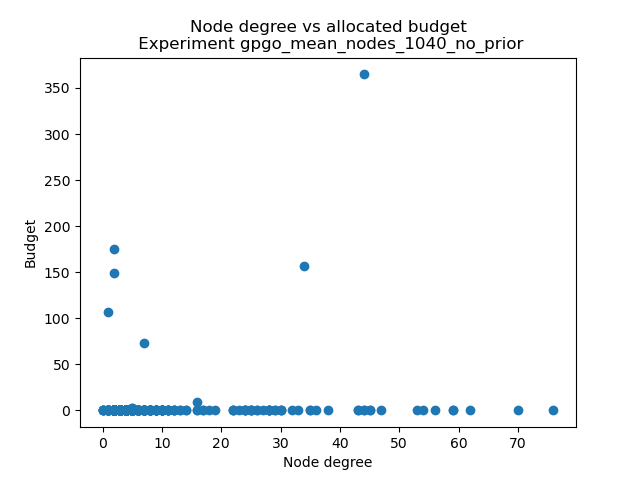 Node degree vs allocated budget
Experiment gpgo_mean_nodes_1040_no_prior
350
300
250
200
150
100
50
0
Budget
0 10 20 30 40 50 60 70
Node degree